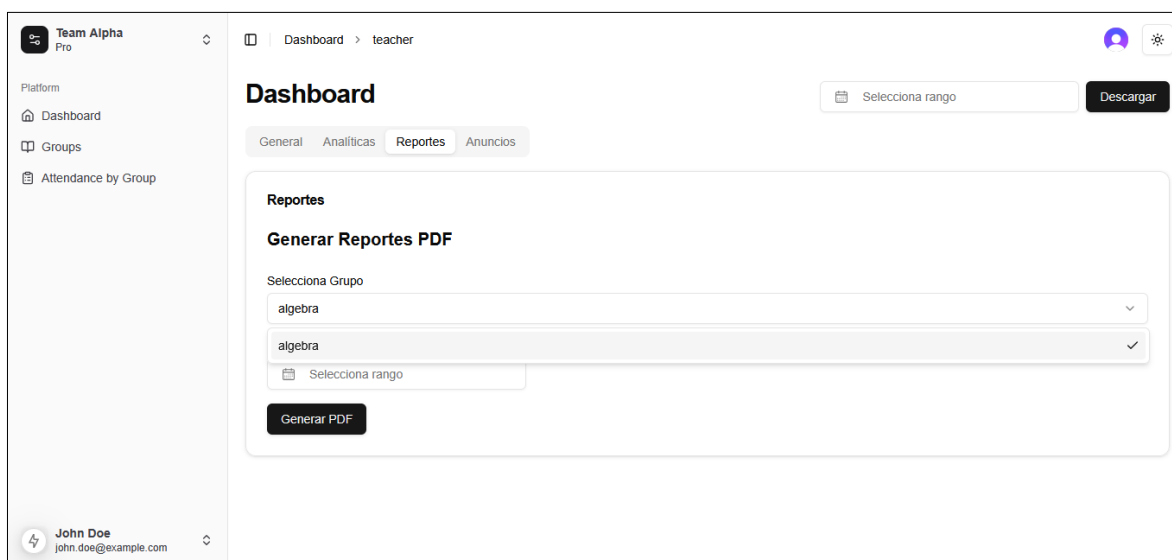 Team Alpha
Pro
Platform
Dashboard
Groups
Attendance by Group
John Doe
john.doe@example.com
Dashboard > teacher
Dashboard
Selecciona rango
Descargar
General Analíticas Reportes Anuncios
Reportes
Generar Reportes PDF
Selecciona Grupo
algebra
algebra
Selecciona rango
Generar PDF